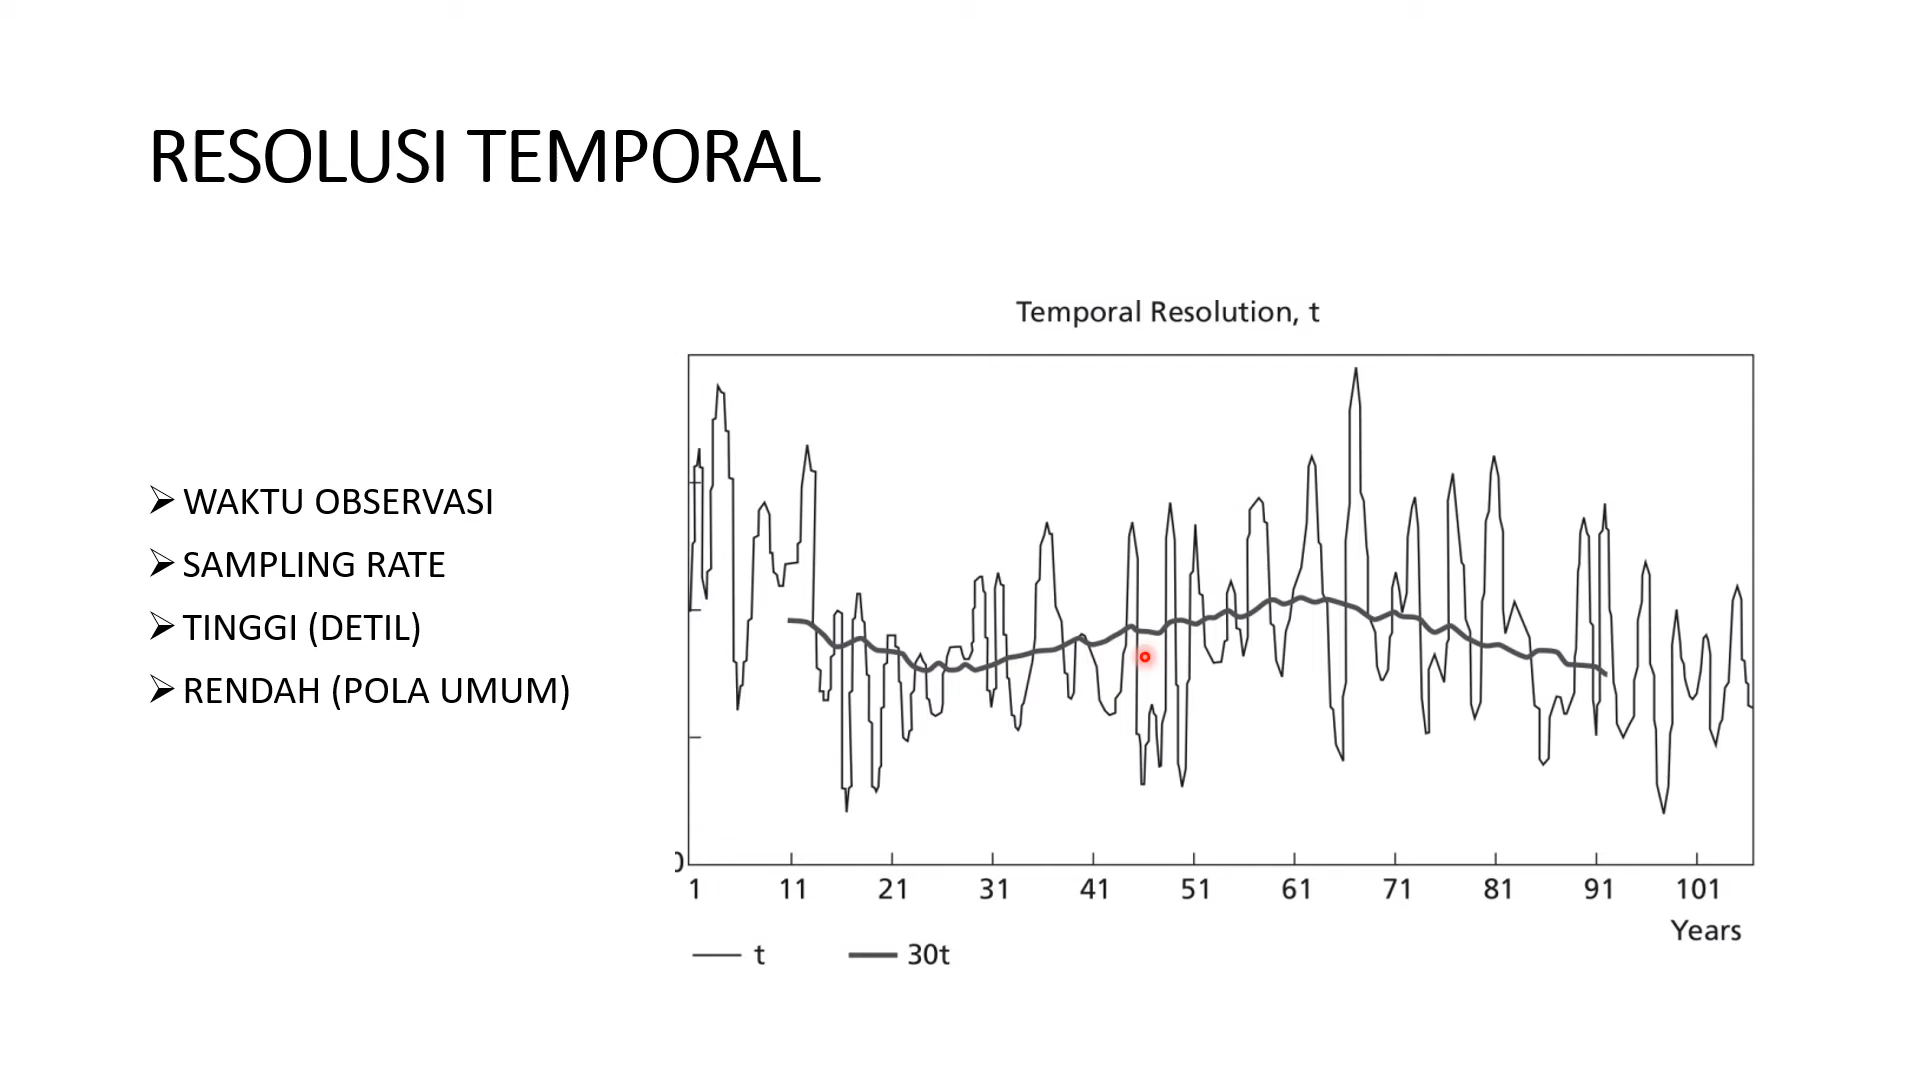 RESOLUSI TEMPORAL
WAKTU OBSERVASI
SAMPLING RATE
TINGGI (DETIL)
RENDAH (POLA UMUM)
Temporal Resolution, t
0
1 11 21 31 41 51 61 71 81 91 101
Years
t 30t